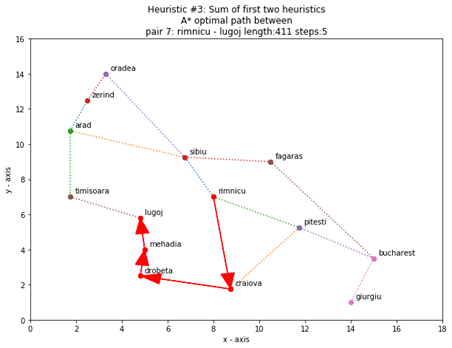 Heuristic #3: Sum of first two heuristics
A* optimal path between
pair 7: rimnicu - lugoj length:411 steps:5
16
14
12
10
8
6
4
2
0
y - axis
oradea
zerind
arad
sibiu
fagaras
timisoara
rimnicu
lugoj
pitesti
mehadia
bucharest
drobeta
craiova
giurgiu
0 2 4 6 8 10 12 14 16 18
x - axis